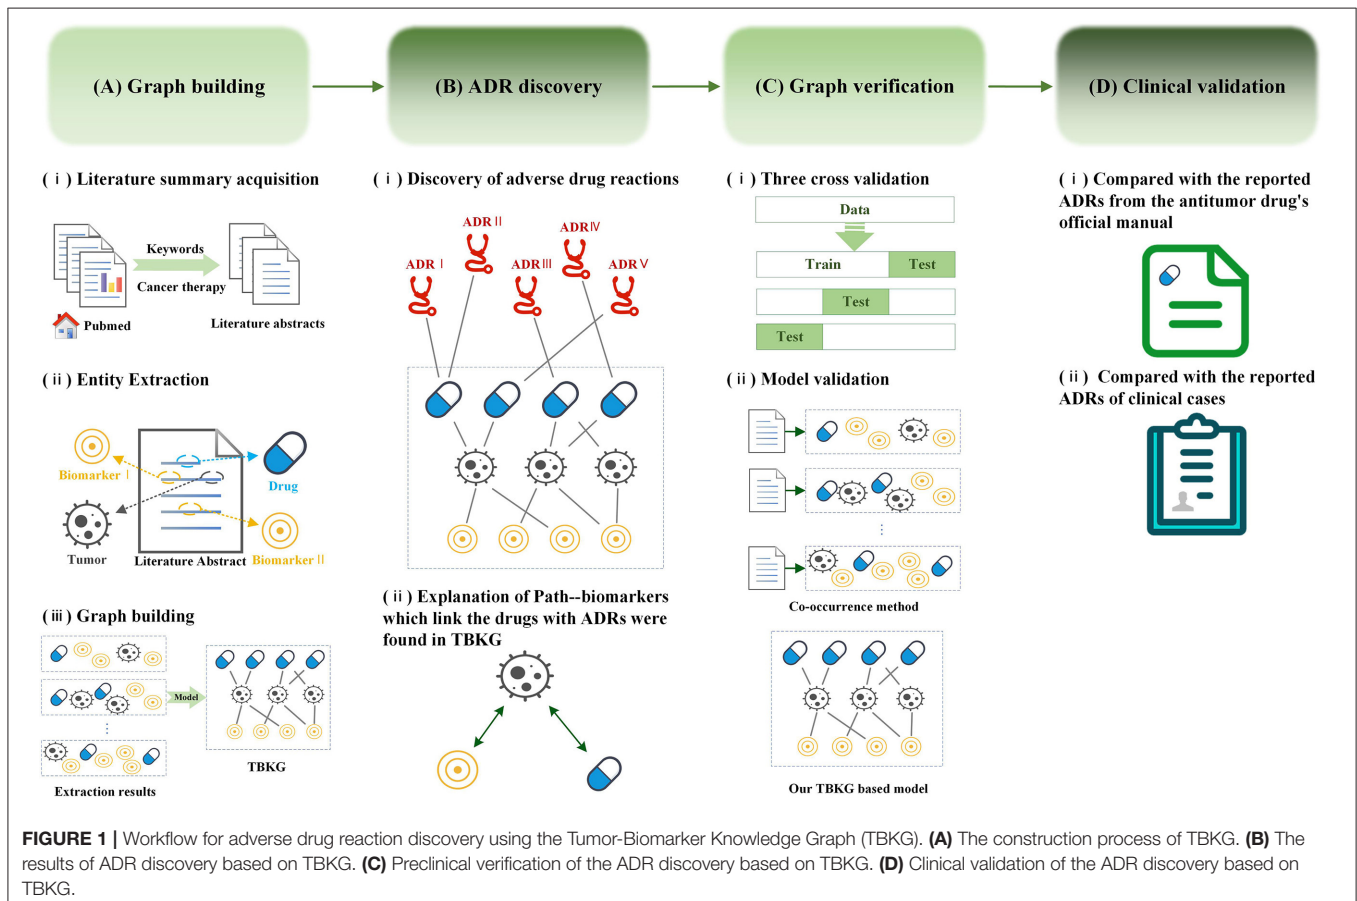 (A) Graph building
(B) ADR discovery
(C) Graph verification
(D) Clinical validation
(ⅰ) Literature summary acquisition
Keywords
Cancer therapy
Pubmed
Literature abstracts
(ⅱ) Entity Extraction
Biomarker Ⅰ
Drug
Tumor
Literature Abstract
Biomarker Ⅱ
(ⅲ) Graph building
Model
TBKG
Extraction results
(ⅰ) Discovery of adverse drug reactions
ADR Ⅰ
ADR Ⅱ
ADR Ⅲ
ADR Ⅳ
ADR Ⅴ
(ⅱ) Explanation of Path--biomarkers
which link the drugs with ADRs were
found in TBKG
(ⅰ) Three cross validation
Data
Train
Test
Test
Test
(ⅱ) Model validation
⋮
Co-occurrence method
Our TBKG based model
(ⅰ) Compared with the reported
ADRs from the antitumor drug's
official manual
(ⅱ) Compared with the reported
ADRs of clinical cases
FIGURE 1 | Workflow for adverse drug reaction discovery using the Tumor-Biomarker Knowledge Graph (TBKG). (A) The construction process of TBKG. (B) The
results of ADR discovery based on TBKG. (C) Preclinical verification of the ADR discovery based on TBKG. (D) Clinical validation of the ADR discovery based on
TBKG.